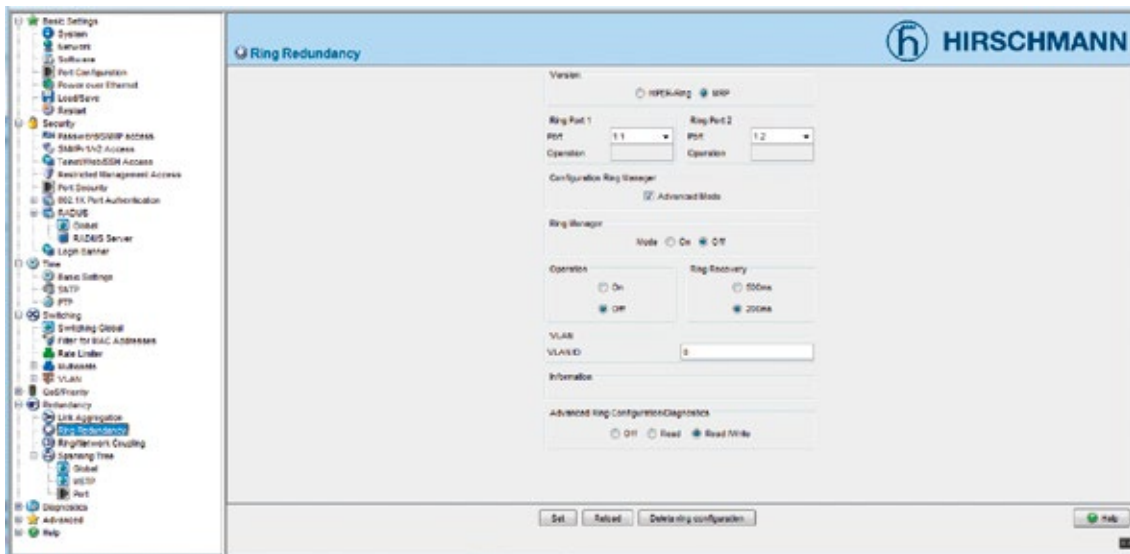 Basic Settings
System
Network
Software
Port Configuration
Power over Ethernet
Load/Save
Restart
Security
Password/SNMP access
SNMPv1/v2 Access
Telnet/Web/SSH Access
Restricted Management Access
Port Security
802.1X Port Authentication
RADIUS
Global
RADIUS Server
Login Banner
Time
Basic Settings
SNTP
PTP
Switching
Switching Global
Filter for MAC Addresses
Rate Limiter
Multicasts
VLAN
QoS/Priority
Redundancy
Link Aggregation
Ring Redundancy
Ring/Network Coupling
Spanning Tree
Global
MSTP
Port
Diagnostics
Advanced
Help
Ring Redundancy
HIRSCHMANN
Version
HIPER-Ring MRP
Ring Port 1 Ring Port 2
Port 1.1 Port 1.2
Operation Operation
Configuration Ring Manager
Advanced Mode
Ring Manager
Mode On Off
Operation Ring Recovery
On 500ms
Off 200ms
VLAN
VLAN ID 0
Information
Advanced Ring Configuration/Diagnostics
Off Read Read/Write
Set Reload Delete ring configuration Help